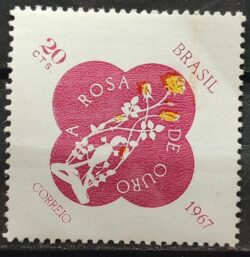 20
CTS
BRASIL
A ROSA
DE OURO
CORREIO
1967